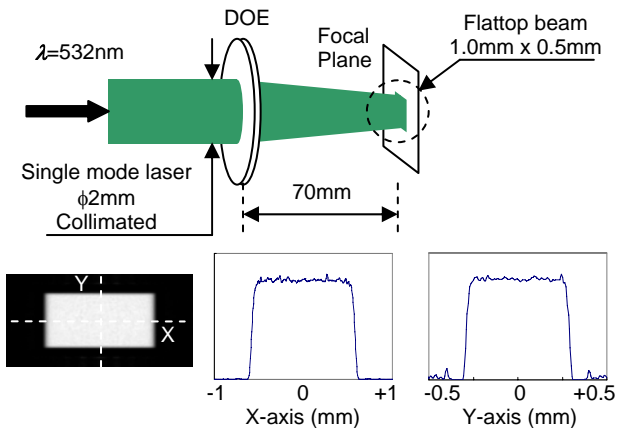 DOE
Flattop beam
1.0mm x 0.5mm
Focal
Plane
λ=532nm
Single mode laser
ϕ2mm
Collimated
70mm
Y
X
-1 0 +1
X-axis (mm)
-0.5 0 +0.5
Y-axis (mm)